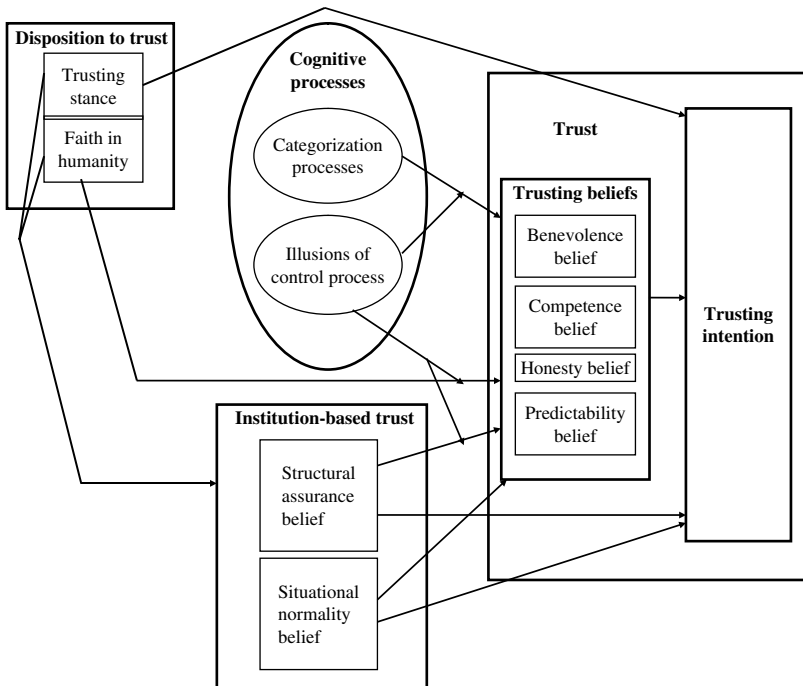 Disposition to trust
Trusting
stance
Faith in
humanity
Cognitive
processes
Categorization
processes
Illusions of
control process
Institution-based trust
Structural
assurance
belief
Situational
normality
belief
Trust
Trusting beliefs
Benevolence
belief
Competence
belief
Honesty belief
Predictability
belief
Trusting
intention